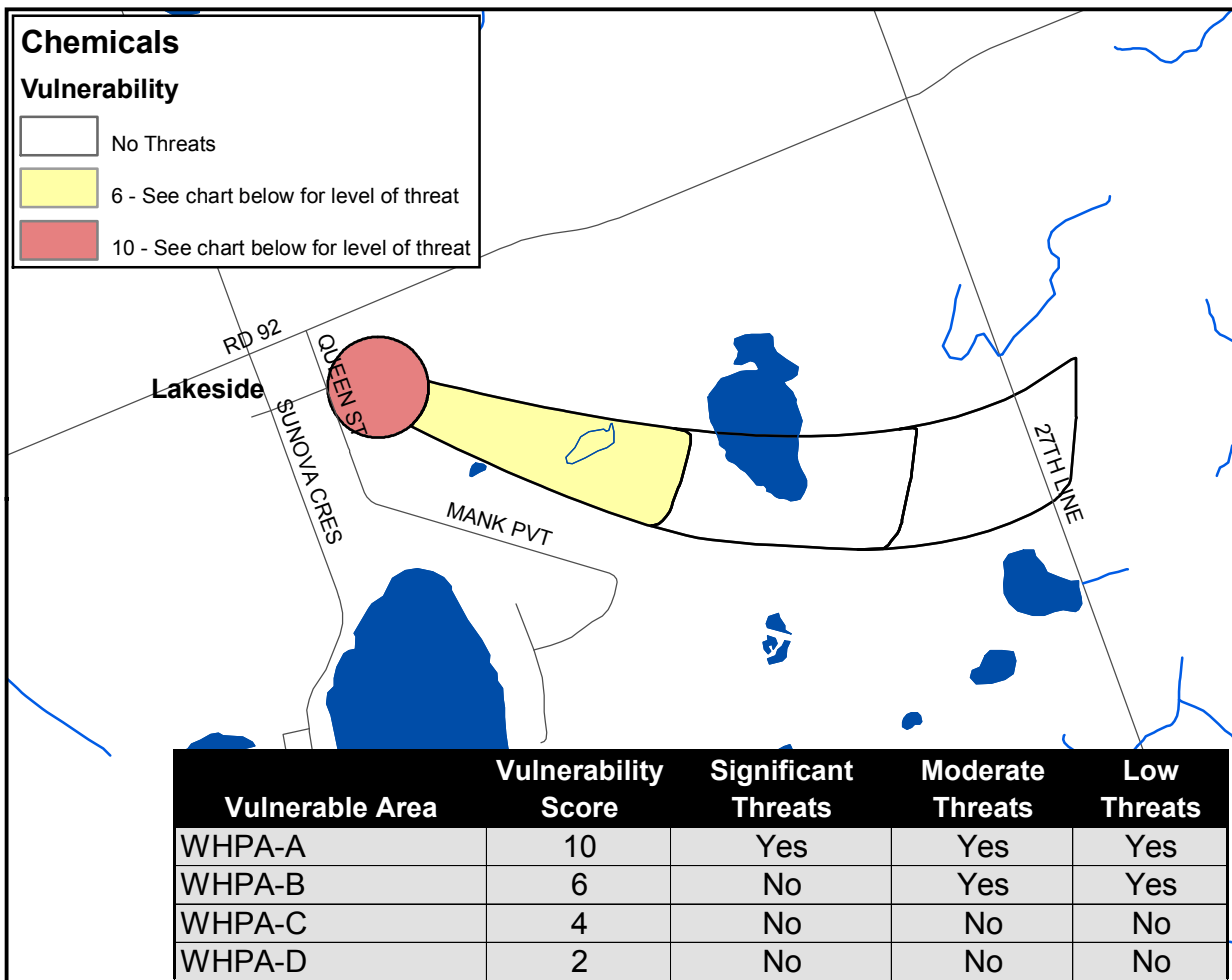 Chemicals
Vulnerability
No Threats
6 - See chart below for level of threat
10 - See chart below for level of threat
RD 92
QUEEN ST
Lakeside
SUNOVA CRES
MANK PVT
27TH LINE
Vulnerable Area Vulnerability Score Significant Threats Moderate Threats Low Threats
WHPA-A 10 Yes Yes Yes
WHPA-B 6 No Yes Yes
WHPA-C 4 No No No
WHPA-D 2 No No No